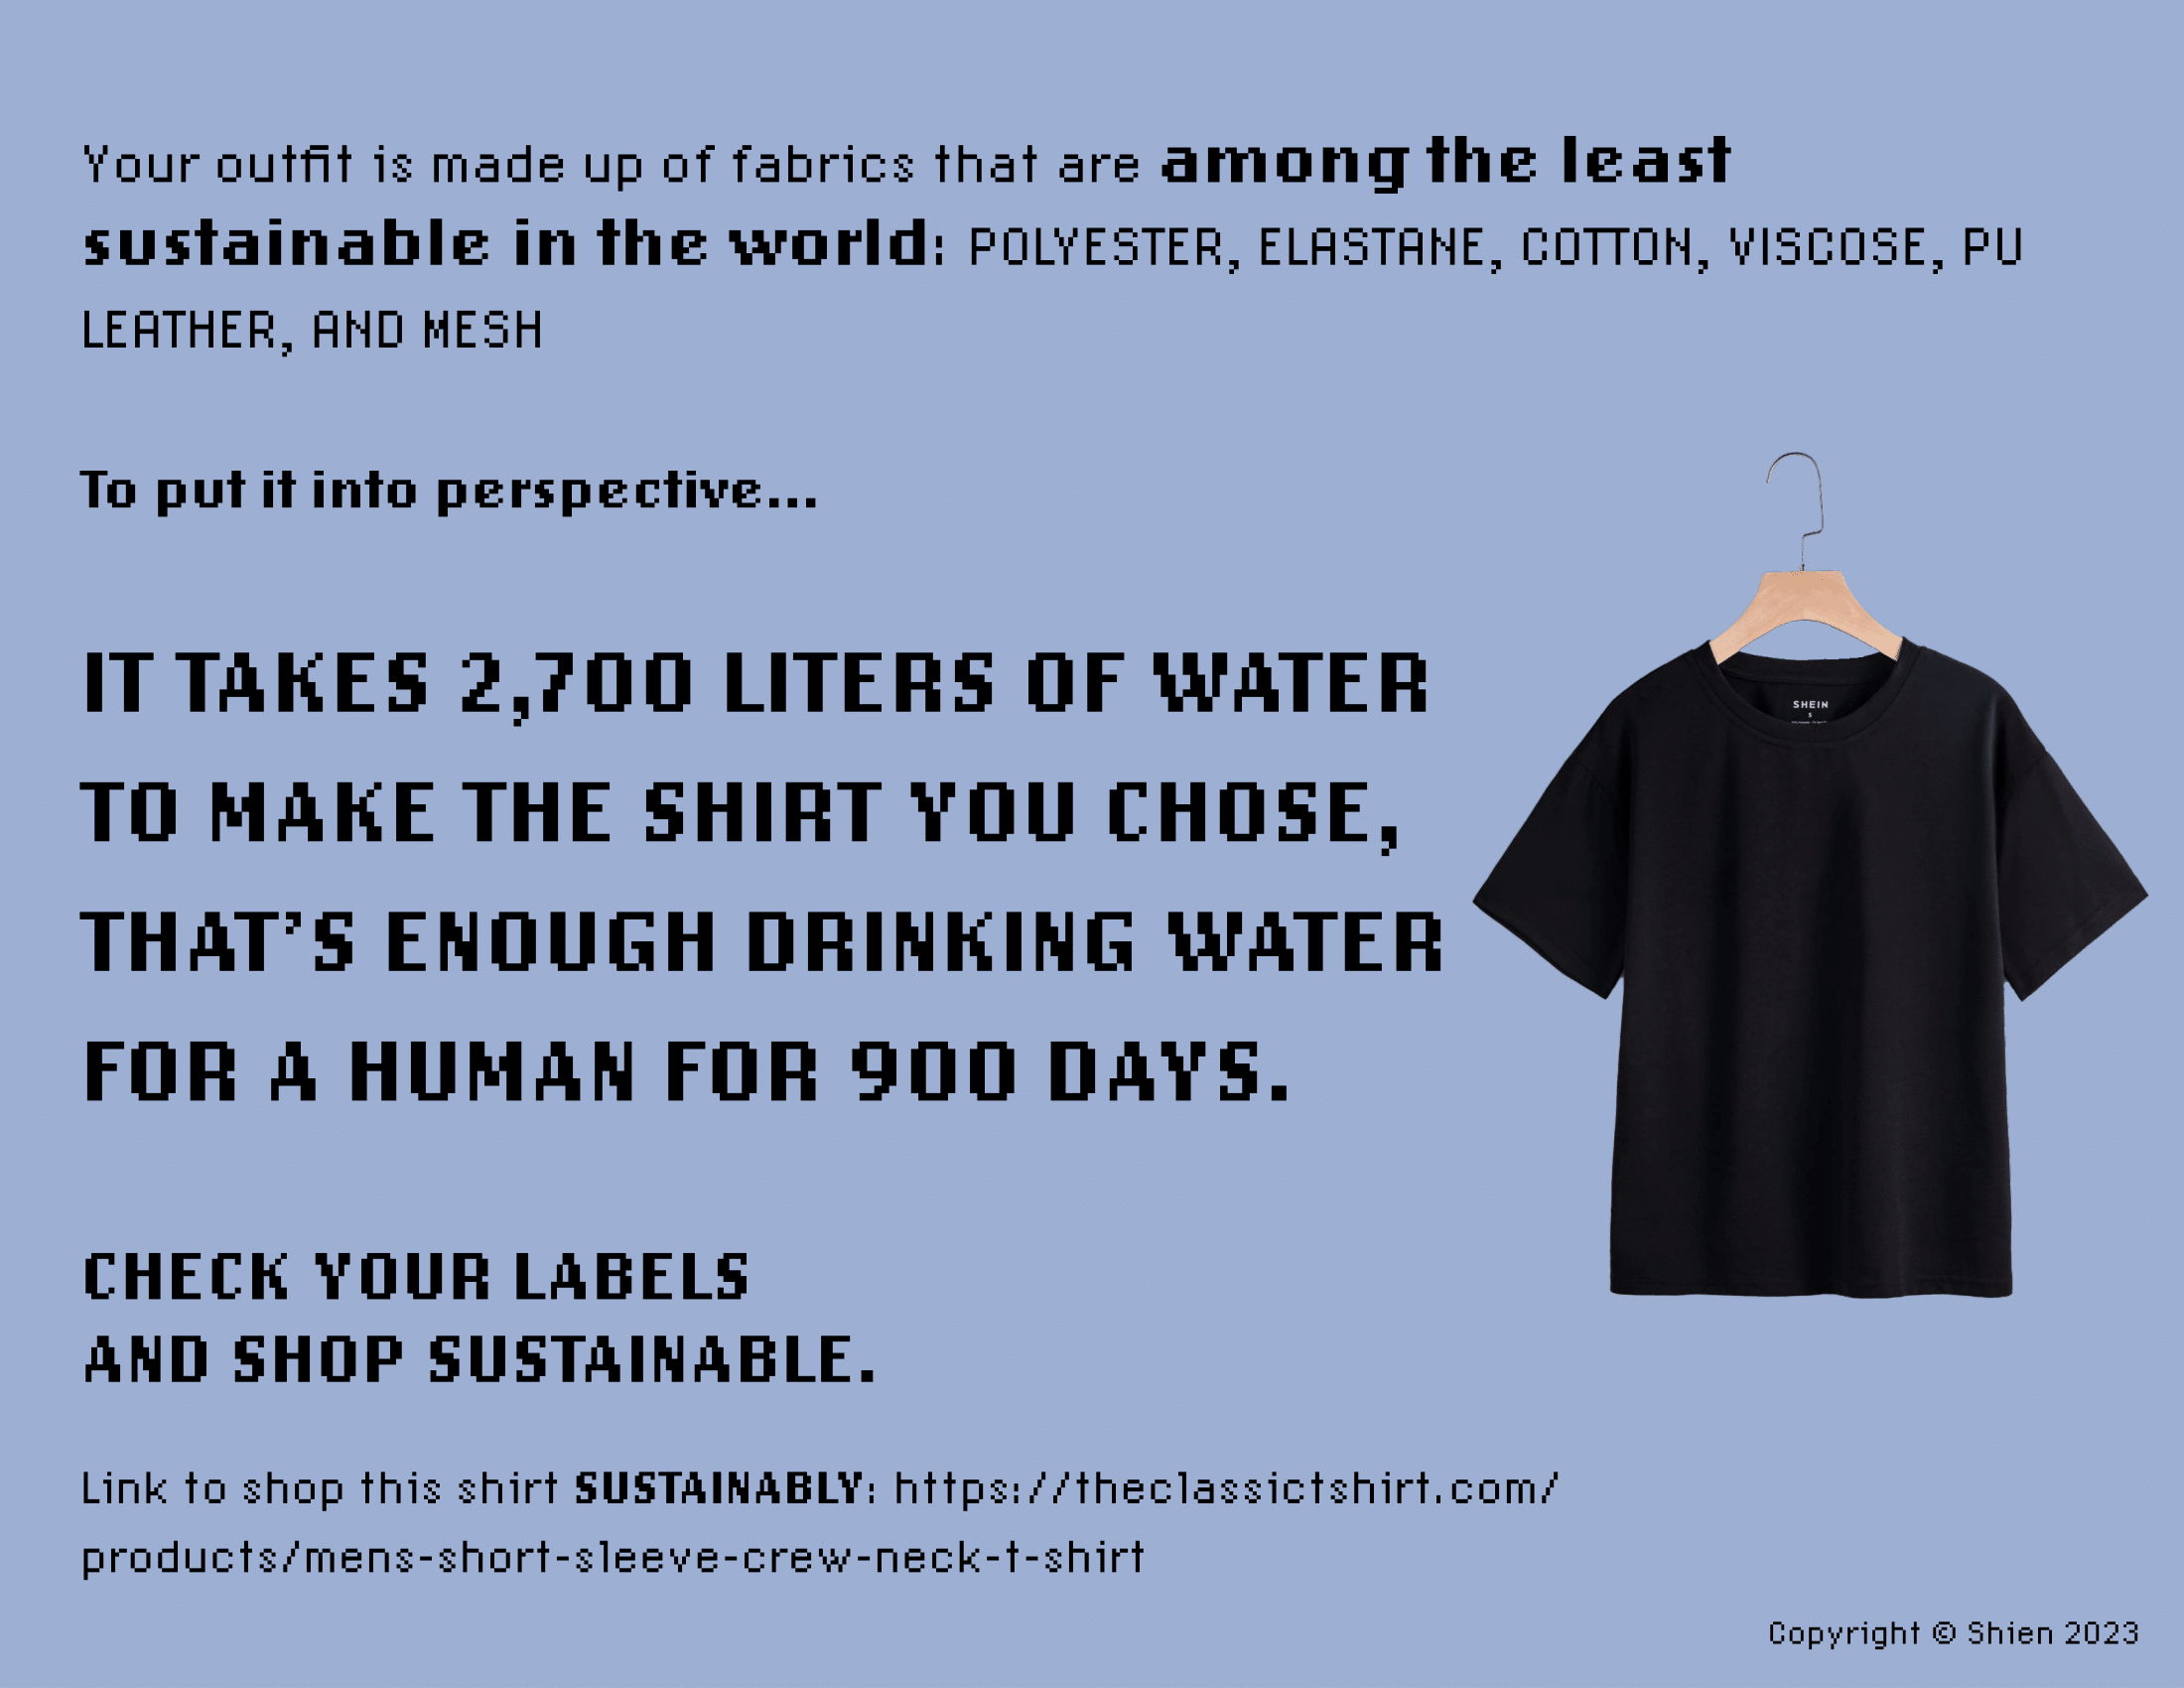 Your outfit is made up of fabrics that are among the least
sustainable in the world: POLYESTER, ELASTANE, COTTON, VISCOSE, PU
LEATHER, AND MESH
To put it into perspective...
IT TAKES 2,700 LITERS OF WATER
TO MAKE THE SHIRT YOU CHOSE,
THAT'S ENOUGH DRINKING WATER
FOR A HUMAN FOR 900 DAYS.
SHEIN
S
CHECK YOUR LABELS
AND SHOP SUSTAINABLE.
Link to shop this shirt SUSTAINABLY: https://theclassictshirt.com/
products/mens-short-sleeve-crew-neck-t-shirt
Copyright © Shien 2023